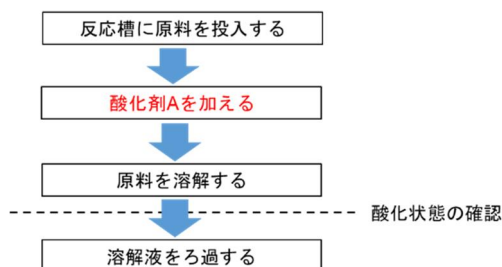 反応槽に原料を投入する
酸化剤Aを加える
原料を溶解する
酸化状態の確認
溶解液をろ過する